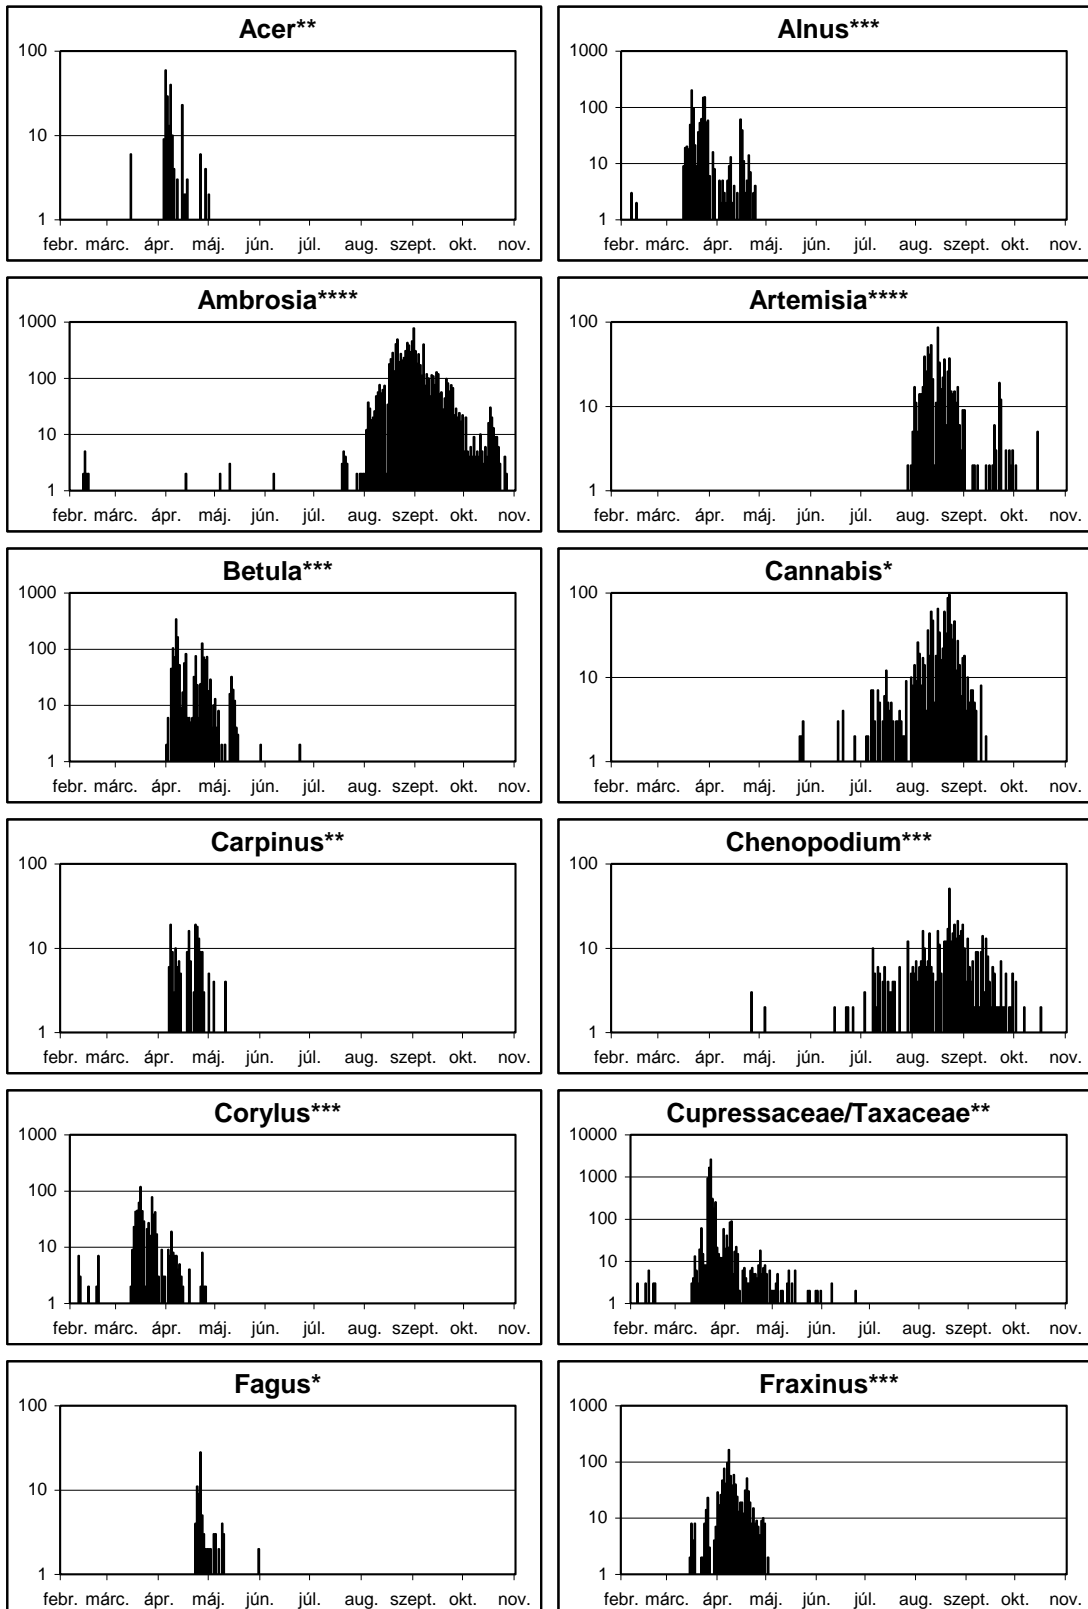 Acer**
100
10
1
febr. márc. ápr. máj. jún. júl. aug. szept. okt. nov.
Alnus***
1000
100
10
1
febr. márc. ápr. máj. jún. júl. aug. szept. okt. nov.
Ambrosia****
1000
100
10
1
febr. márc. ápr. máj. jún. júl. aug. szept. okt. nov.
Artemisia****
100
10
1
febr. márc. ápr. máj. jún. júl. aug. szept. okt. nov.
Betula***
1000
100
10
1
febr. márc. ápr. máj. jún. júl. aug. szept. okt. nov.
Cannabis*
100
10
1
febr. márc. ápr. máj. jún. júl. aug. szept. okt. nov.
Carpinus**
100
10
1
febr. márc. ápr. máj. jún. júl. aug. szept. okt. nov.
Chenopodium***
100
10
1
febr. márc. ápr. máj. jún. júl. aug. szept. okt. nov.
Corylus***
1000
100
10
1
febr. márc. ápr. máj. jún. júl. aug. szept. okt. nov.
Cupressaceae/Taxaceae**
10000
1000
100
10
1
febr. márc. ápr. máj. jún. júl. aug. szept. okt. nov.
Fagus*
100
10
1
febr. márc. ápr. máj. jún. júl. aug. szept. okt. nov.
Fraxinus***
1000
100
10
1
febr. márc. ápr. máj. jún. júl. aug. szept. okt. nov.